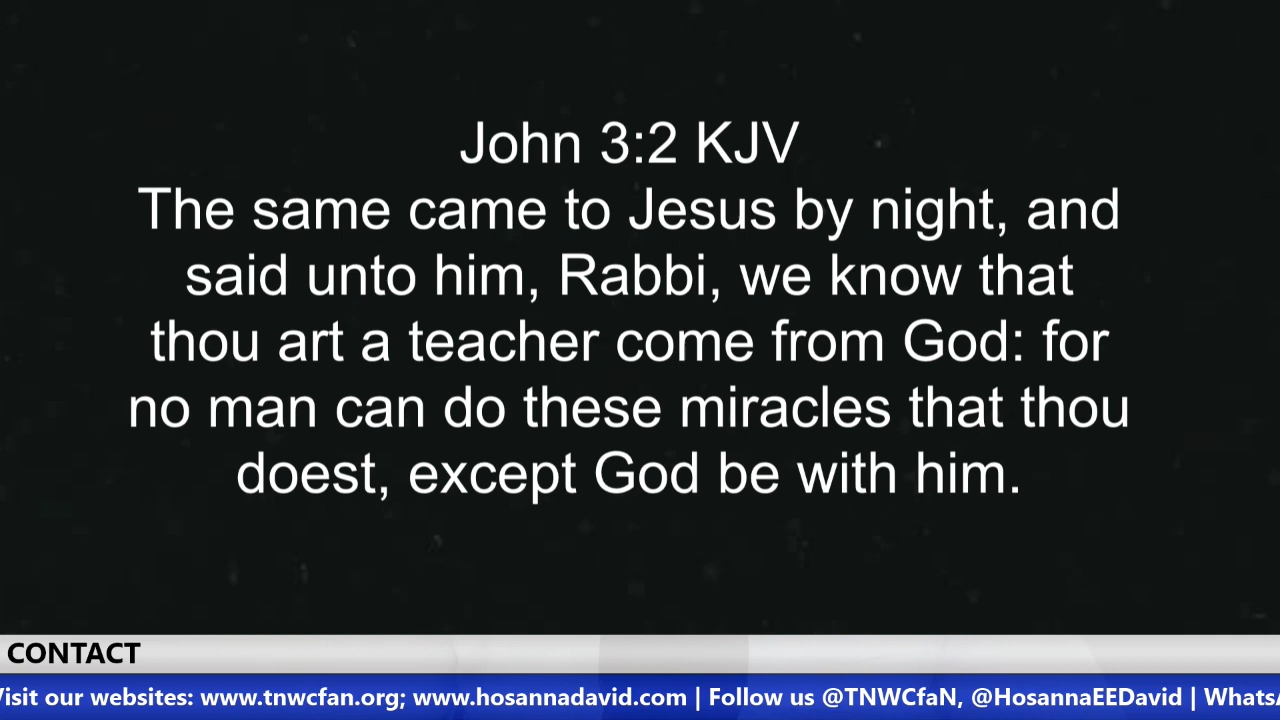 John 3:2 KJV
The same came to Jesus by night, and
said unto him, Rabbi, we know that
thou art a teacher come from God: for
no man can do these miracles that thou
doest, except God be with him.
CONTACT
Visit our websites: www.tnwcfan.org; www.hosannadavid.com | Follow us @TNWCfaN, @HosannaEEDavid |